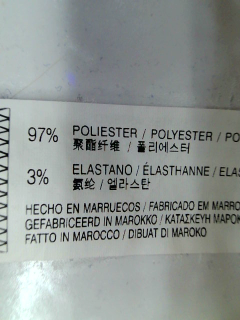 97% POLIESTER / POLYESTER / PO
聚酯纤维 / 폴리에스터
3% ELASTANO / ÉLASTHANNE / ELAS
氨纶 / 엘라스탄
HECHO EN MARRUECOS / FABRICADO EM MARRO
GEFABRICEERD IN MAROKKO / ΚΑΤΑΣΚΕΥΗ ΜΑΡΟΚ
FATTO IN MAROCCO / DIBUAT DI MAROKO